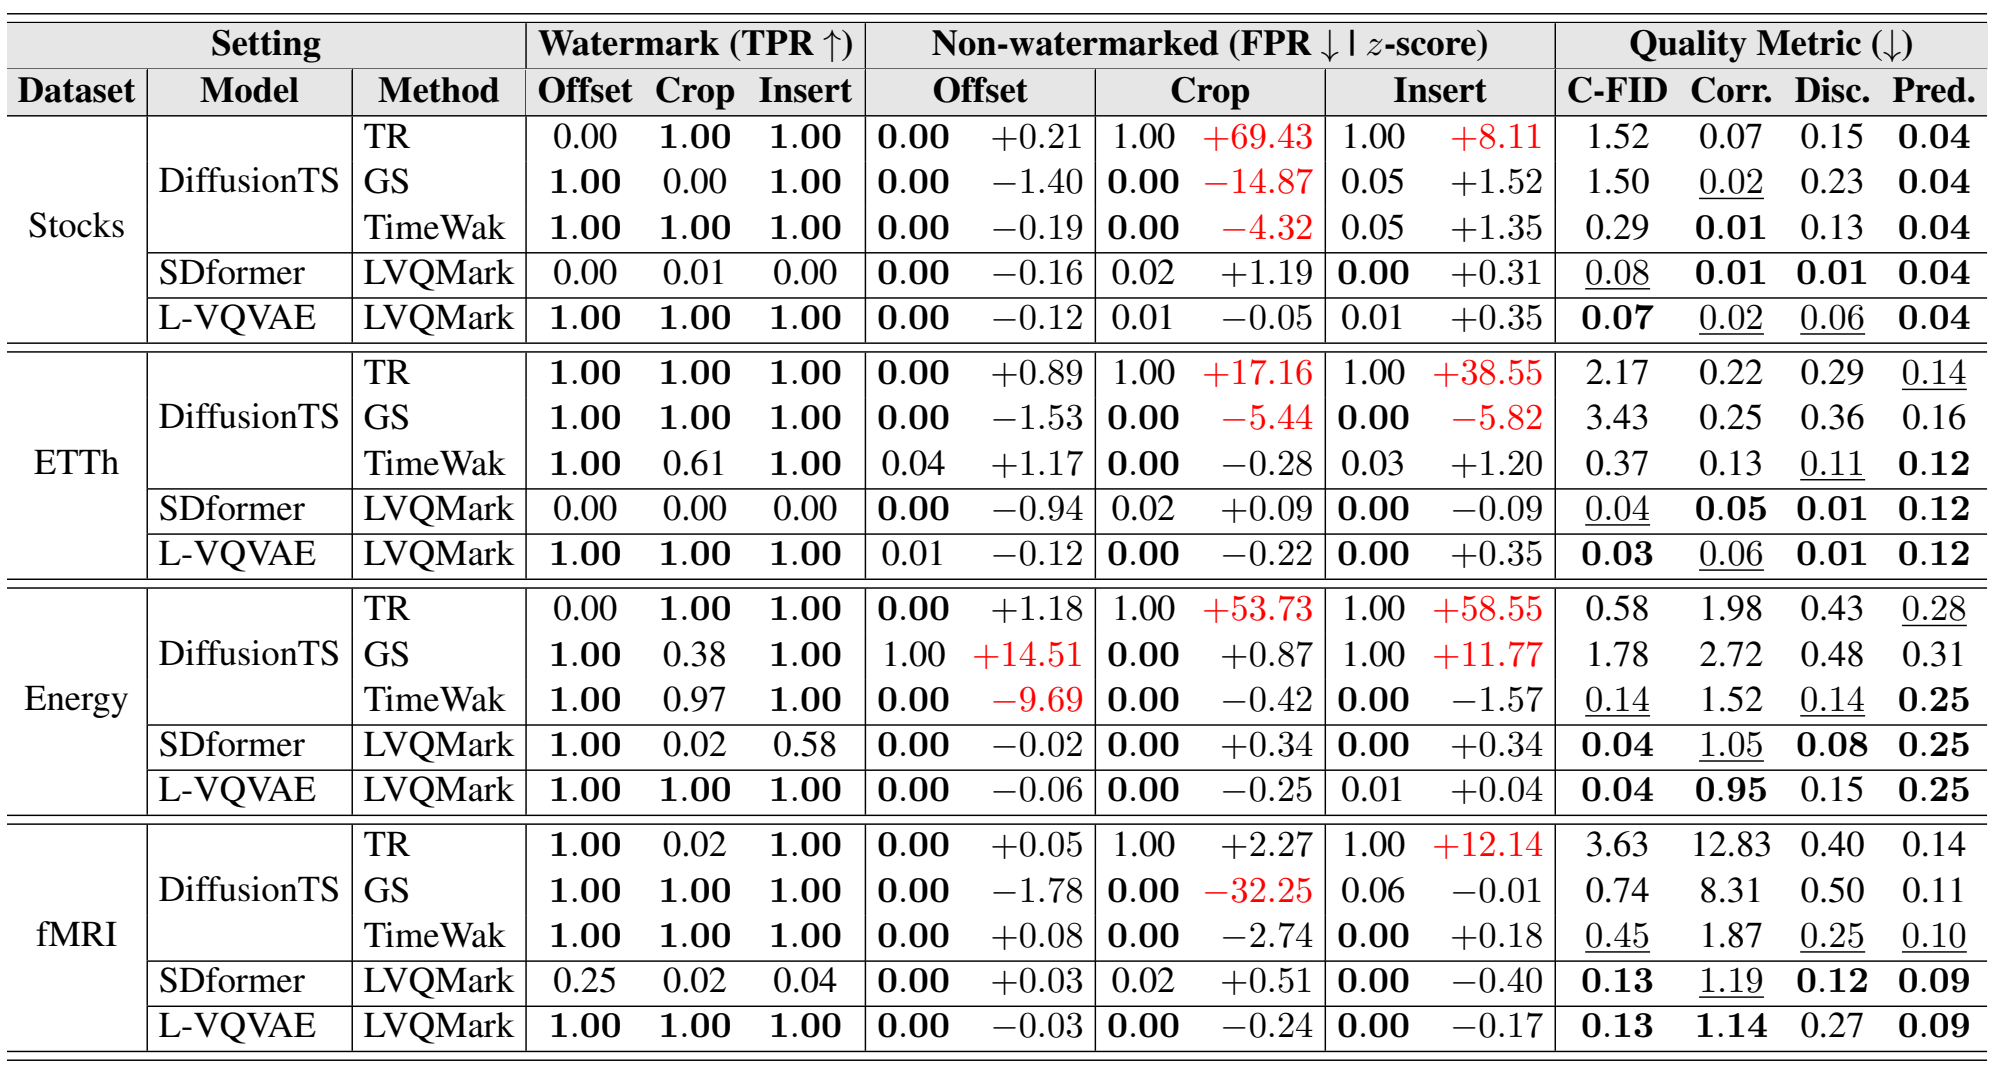 Setting Watermark (TPR ↑) Non-watermarked (FPR ↓ | z-score) Quality Metric (↓)
Dataset Model Method Offset Crop Insert Offset Crop Insert C-FID Corr. Disc. Pred.
TR 0.00 1.00 1.00 0.00 +0.21 1.00 +69.43 1.00 +8.11 1.52 0.07 0.15 0.04
DiffusionTS GS 1.00 0.00 1.00 0.00 −1.40 0.00 −14.87 0.05 +1.52 1.50 0.02 0.23 0.04
Stocks TimeWak 1.00 1.00 1.00 0.00 −0.19 0.00 −4.32 0.05 +1.35 0.29 0.01 0.13 0.04
SDformer LVQMark 0.00 0.01 0.00 0.00 −0.16 0.02 +1.19 0.00 +0.31 0.08 0.01 0.01 0.04
L-VQVAE LVQMark 1.00 1.00 1.00 0.00 −0.12 0.01 −0.05 0.01 +0.35 0.07 0.02 0.06 0.04
TR 1.00 1.00 1.00 0.00 +0.89 1.00 +17.16 1.00 +38.55 2.17 0.22 0.29 0.14
DiffusionTS GS 1.00 1.00 1.00 0.00 −1.53 0.00 −5.44 0.00 −5.82 3.43 0.25 0.36 0.16
ETTh TimeWak 1.00 0.61 1.00 0.04 +1.17 0.00 −0.28 0.03 +1.20 0.37 0.13 0.11 0.12
SDformer LVQMark 0.00 0.00 0.00 0.00 −0.94 0.02 +0.09 0.00 −0.09 0.04 0.05 0.01 0.12
L-VQVAE LVQMark 1.00 1.00 1.00 0.01 −0.12 0.00 −0.22 0.00 +0.35 0.03 0.06 0.01 0.12
TR 0.00 1.00 1.00 0.00 +1.18 1.00 +53.73 1.00 +58.55 0.58 1.98 0.43 0.28
DiffusionTS GS 1.00 0.38 1.00 1.00 +14.51 0.00 +0.87 1.00 +11.77 1.78 2.72 0.48 0.31
Energy TimeWak 1.00 0.97 1.00 0.00 −9.69 0.00 −0.42 0.00 −1.57 0.14 1.52 0.14 0.25
SDformer LVQMark 1.00 0.02 0.58 0.00 −0.02 0.00 +0.34 0.00 +0.34 0.04 1.05 0.08 0.25
L-VQVAE LVQMark 1.00 1.00 1.00 0.00 −0.06 0.00 −0.25 0.01 +0.04 0.04 0.95 0.15 0.25
TR 1.00 0.02 1.00 0.00 +0.05 1.00 +2.27 1.00 +12.14 3.63 12.83 0.40 0.14
DiffusionTS GS 1.00 1.00 1.00 0.00 −1.78 0.00 −32.25 0.06 −0.01 0.74 8.31 0.50 0.11
fMRI TimeWak 1.00 1.00 1.00 0.00 +0.08 0.00 −2.74 0.00 +0.18 0.45 1.87 0.25 0.10
SDformer LVQMark 0.25 0.02 0.04 0.00 +0.03 0.02 +0.51 0.00 −0.40 0.13 1.19 0.12 0.09
L-VQVAE LVQMark 1.00 1.00 1.00 0.00 −0.03 0.00 −0.24 0.00 −0.17 0.13 1.14 0.27 0.09